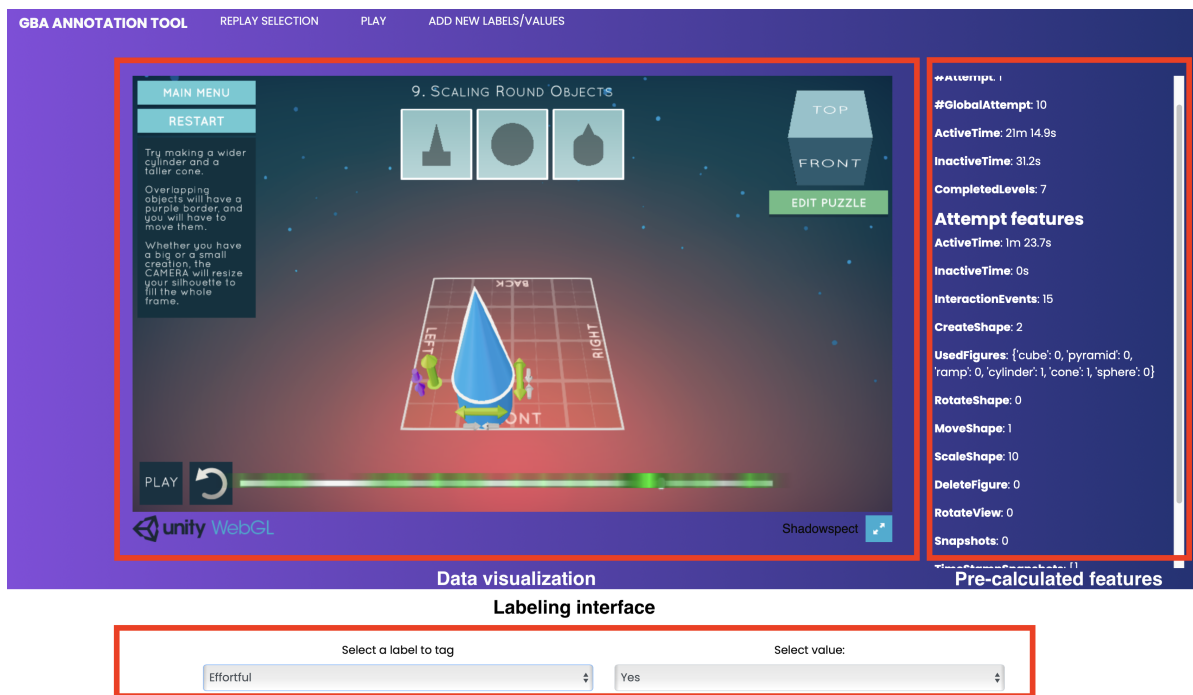 GBA ANNOTATION TOOL REPLAY SELECTION PLAY ADD NEW LABELS/VALUES
MAIN MENU
RESTART
Try making a wider
cylinder and a
taller cone.
Overlapping
objects will have a
purple border, and
you will have to
move them.
Whether you have
a big or a small
creation, the
CAMERA will resize
your silhouette to
fill the whole
frame.
9. Scaling Round Objects
TOP
FRONT
EDIT PUZZLE
BACK
LEFT
RIGHT
ONT
PLAY
unity WebGL
Shadowspect
#Attempt: 1
#GlobalAttempt: 10
ActiveTime: 21m 14.9s
InactiveTime: 31.2s
CompletedLevels: 7
Attempt features
ActiveTime: 1m 23.7s
InactiveTime: 0s
InteractionEvents: 15
CreateShape: 2
UsedFigures: {'cube': 0, 'pyramid': 0,
'ramp': 0, 'cylinder': 1, 'cone': 1, 'sphere': 0}
RotateShape: 0
MoveShape: 1
ScaleShape: 10
DeleteFigure: 0
RotateView: 0
Snapshots: 0
TimeStampSnapshots: []
Data visualization
Pre-calculated features
Labeling interface
Select a label to tag
Select value:
Effortful
Yes